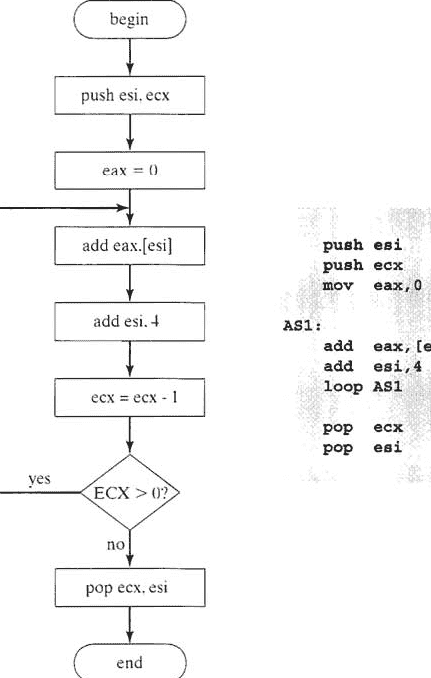 begin
push esi, ecx
eax = 0
add eax,[esi]
add esi, 4
ecx = ecx - 1
yes
ECX > 0?
no
pop ecx, esi
end
push esi
push ecx
mov eax,0
AS1:
add eax,[e
add esi,4
loop AS1
pop ecx
pop esi